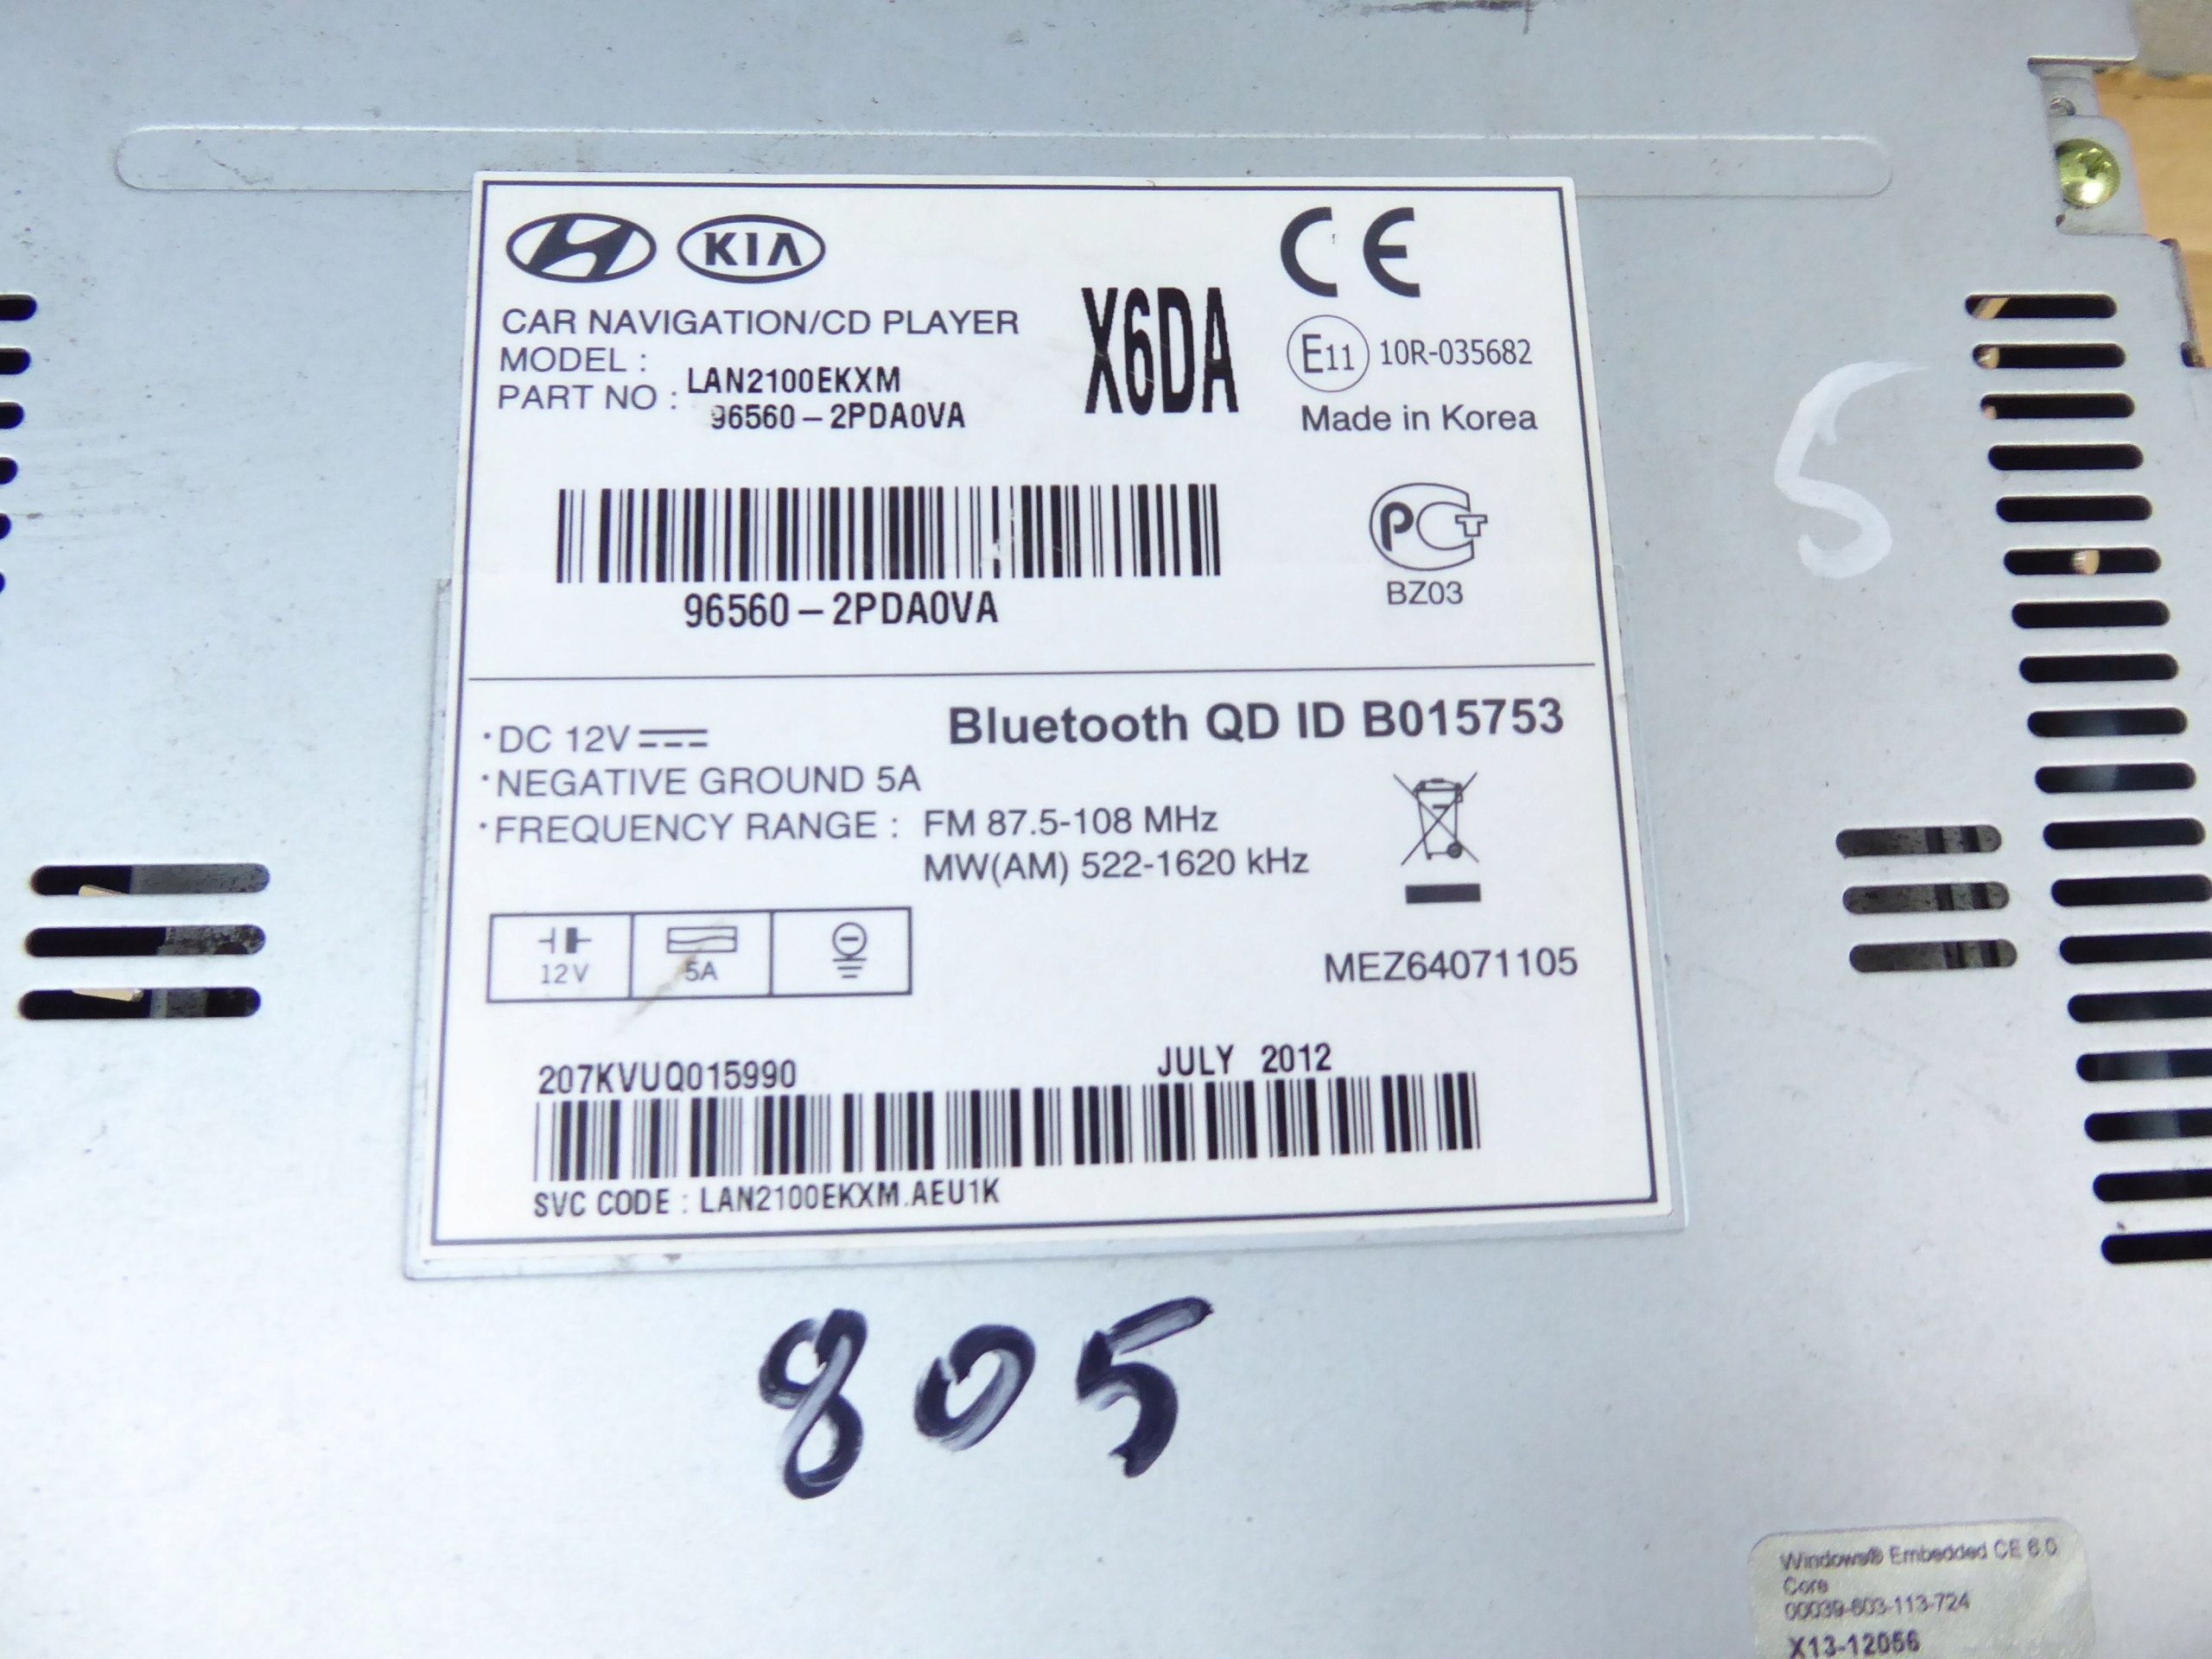 KIA
CE
CAR NAVIGATION/CD PLAYER
MODEL : LAN2100EKXM
PART NO : 96560-2PDA0VA
X6DA
E11 10R-035682
Made in Korea
96560-2PDA0VA
PCT
BZ03
·DC 12V
Bluetooth QD ID B015753
·NEGATIVE GROUND 5A
·FREQUENCY RANGE : FM 87.5-108 MHz
MW(AM) 522-1620 kHz
12V
5A
MEZ64071105
207KVUQ015990
JULY 2012
SVC CODE : LAN2100EKXM.AEU1K
5
805
Windows® Embedded CE 6.0
Core
00039-603-113-724
X13-12056